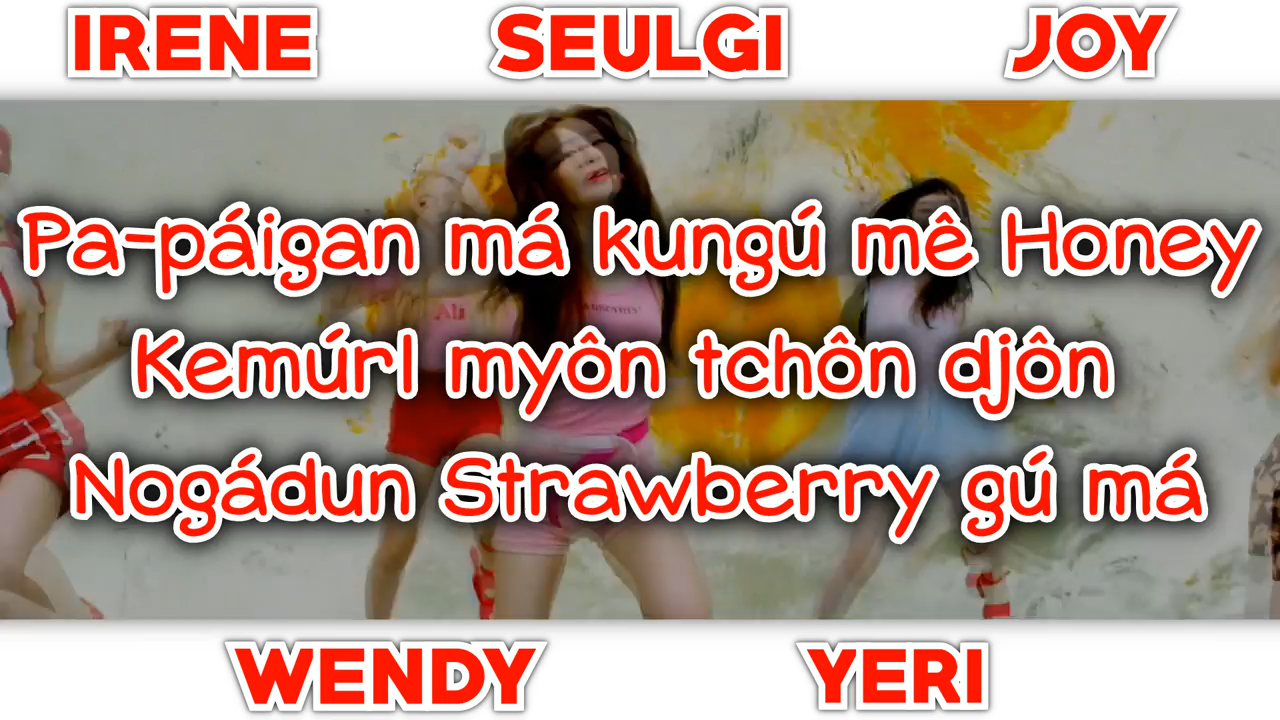 IRENE SEULGI JOY
Pa-páigan má kungú mê Honey
Kemúrl myôn tchôn djôn
Nogádun Strawberry gú má
WENDY YERI